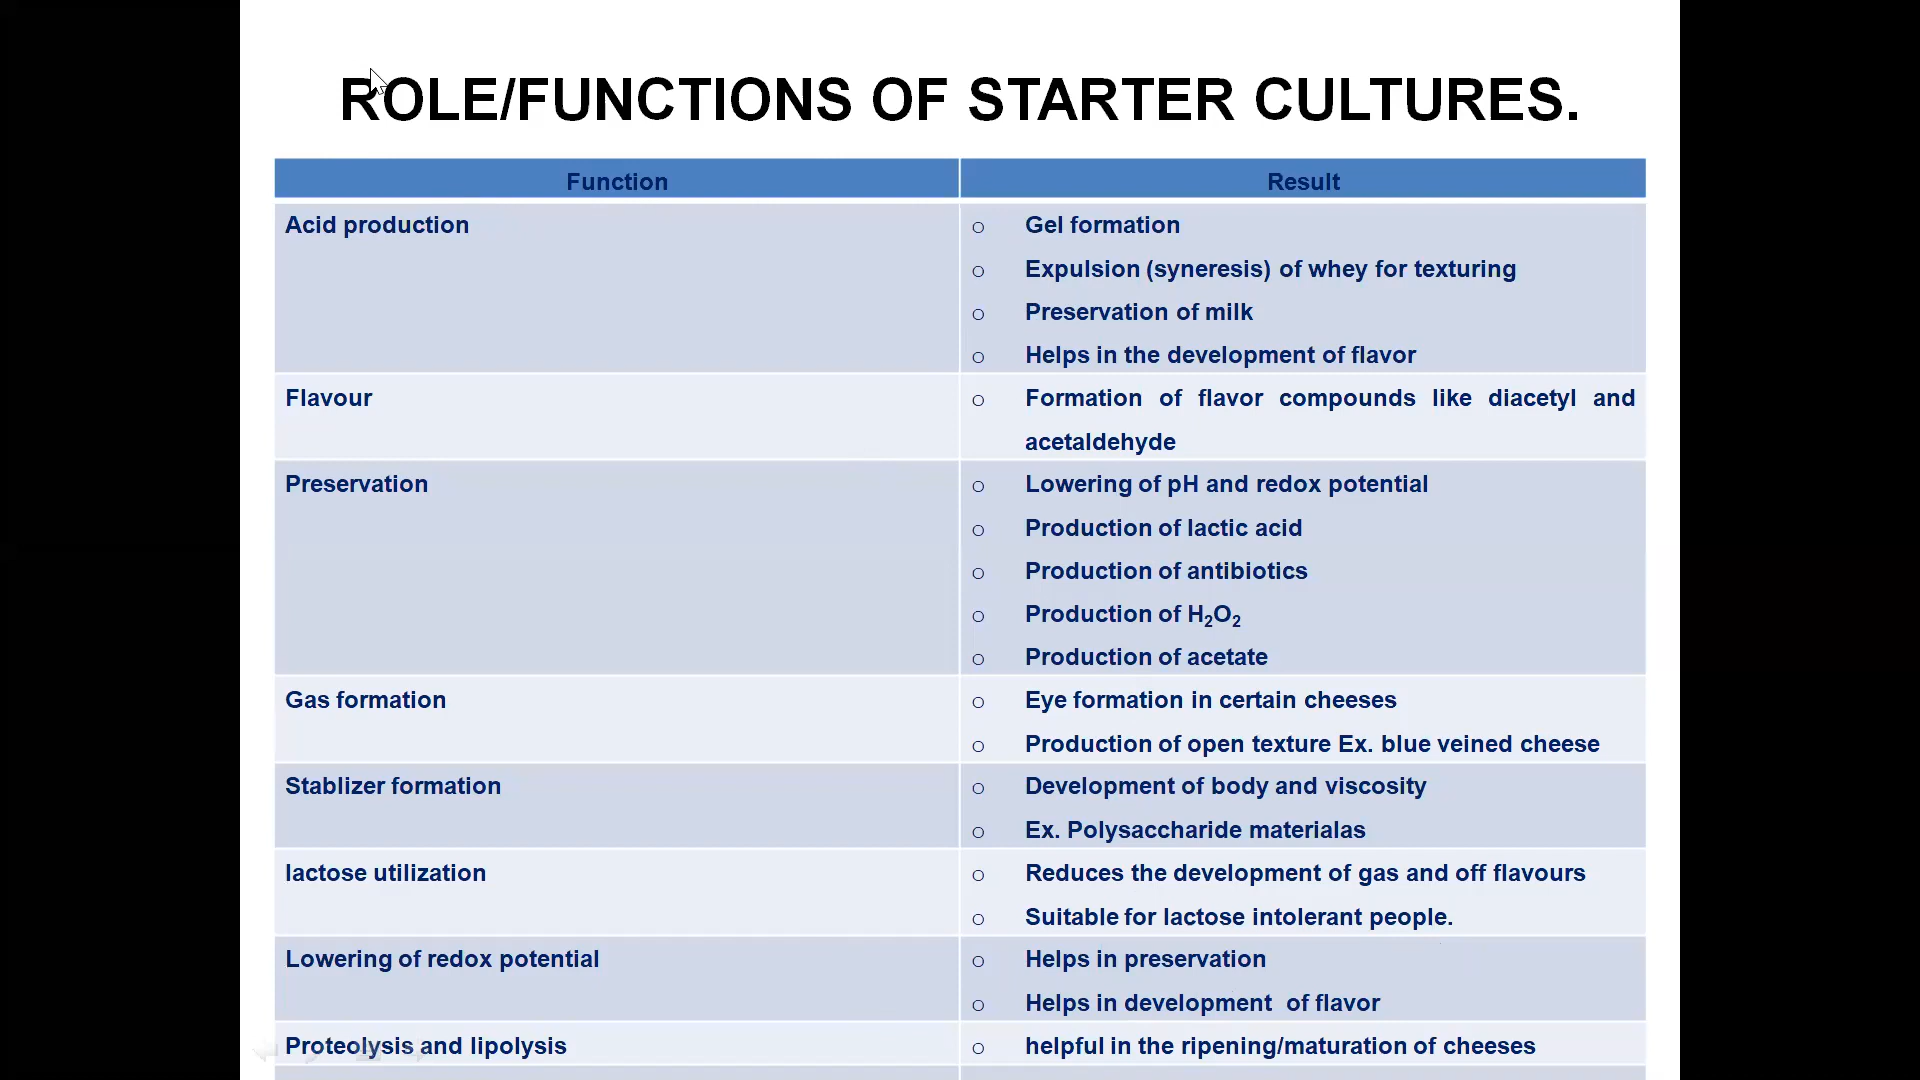 ROLE/FUNCTIONS OF STARTER CULTURES.
Function Result
Acid production
o Gel formation
o Expulsion (syneresis) of whey for texturing
o Preservation of milk
o Helps in the development of flavor
Flavour
o Formation of flavor compounds like diacetyl and
acetaldehyde
Preservation
o Lowering of pH and redox potential
o Production of lactic acid
o Production of antibiotics
o Production of H₂O₂
o Production of acetate
Gas formation
o Eye formation in certain cheeses
o Production of open texture Ex. blue veined cheese
Stablizer formation
o Development of body and viscosity
o Ex. Polysaccharide materialas
lactose utilization
o Reduces the development of gas and off flavours
o Suitable for lactose intolerant people.
Lowering of redox potential
o Helps in preservation
o Helps in development of flavor
Proteolysis and lipolysis
o helpful in the ripening/maturation of cheeses